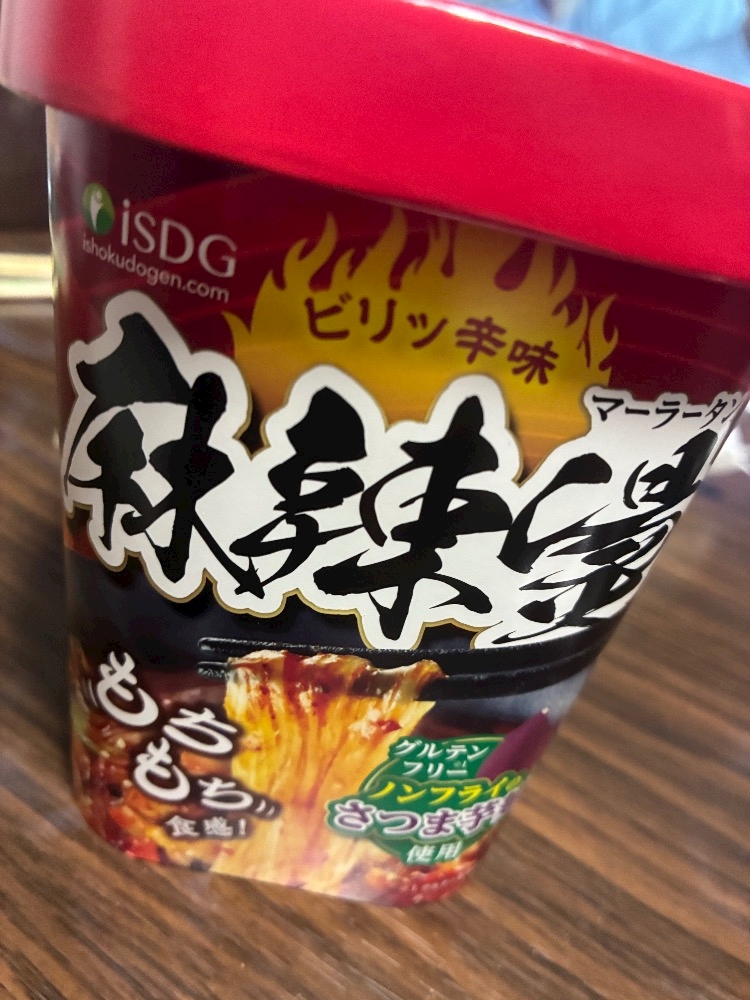 iSDG
ishokudogen.com
ビリッ辛味
マーラータン
麻辣湯
もちもち
食感！
グルテン
フリー
ノンフライの
さつま芋
使用